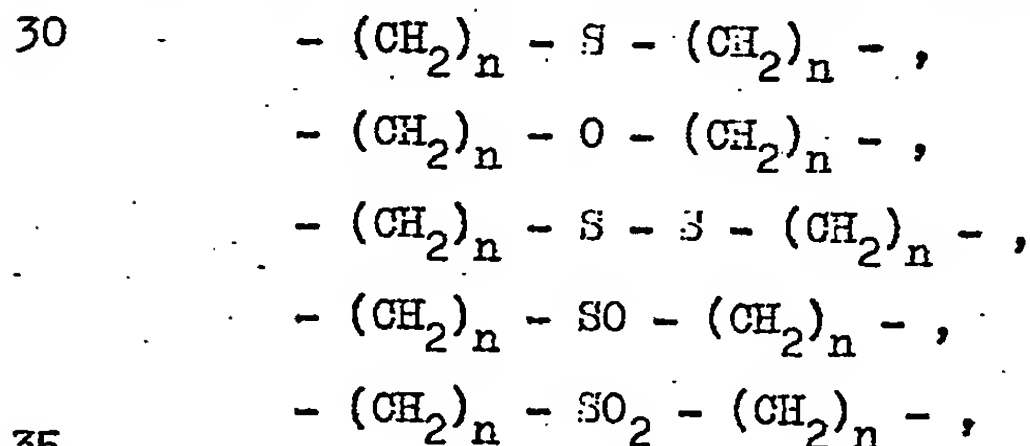 30 - (CH₂)ₙ - S - (CH₂)ₙ - ,
- (CH₂)ₙ - O - (CH₂)ₙ - ,
- (CH₂)ₙ - S - S - (CH₂)ₙ - ,
- (CH₂)ₙ - SO - (CH₂)ₙ - ,
- (CH₂)ₙ - SO₂ - (CH₂)ₙ - ,
35